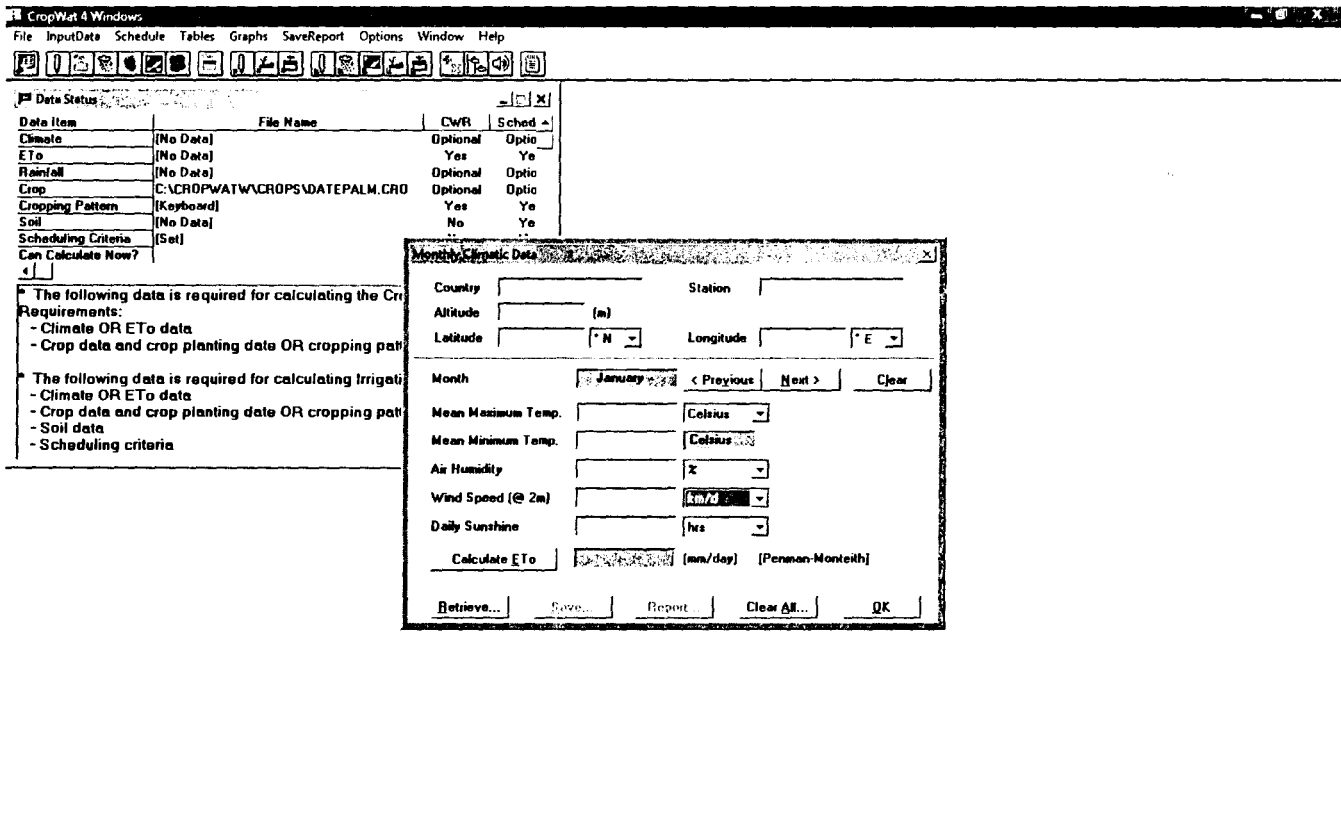 CropWat 4 Windows
File InputData Schedule Tables Graphs SaveReport Options Window Help
Data Status
Data Item File Name CWR Sched
Climate [No Data] Optional Optio
ETo [No Data] Yes Ye
Rainfall [No Data] Optional Optio
Crop C:\CROPWATW\CROPS\DATEPALM.CRO Optional Optio
Cropping Pattern [Keyboard] Yes Ye
Soil [No Data] No Ye
Scheduling Criteria [Set]
Can Calculate Now?
* The following data is required for calculating the Cr
Requirements:
- Climate OR ETo data
- Crop data and crop planting date OR cropping patt
* The following data is required for calculating Irrigati
- Climate OR ETo data
- Crop data and crop planting date OR cropping patt
- Soil data
- Scheduling criteria
Monthly Climatic Data
Country Station
Altitude (m)
Latitude ° N Longitude ° E
Month January < Previous Next > Clear
Mean Maximum Temp. Celsius
Mean Minimum Temp. Celsius
Air Humidity %
Wind Speed (@ 2m) km/d
Daily Sunshine hrs
Calculate ETo (mm/day) [Penman-Monteith]
Retrieve... Save... Report... Clear All... OK